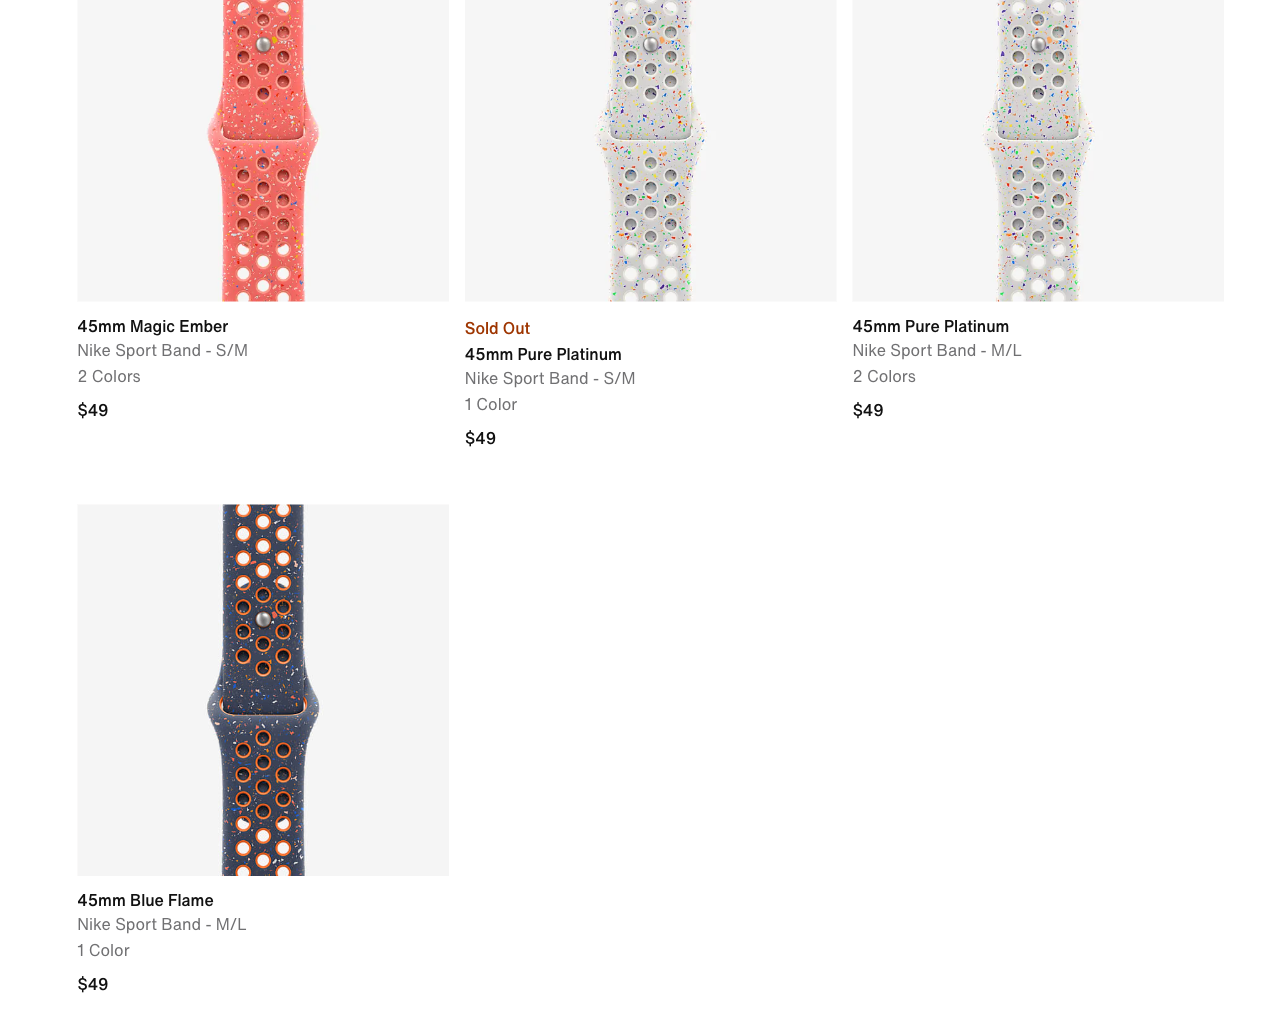 45mm Magic Ember
Nike Sport Band - S/M
2 Colors
$49
Sold Out
45mm Pure Platinum
Nike Sport Band - S/M
1 Color
$49
45mm Pure Platinum
Nike Sport Band - M/L
2 Colors
$49
45mm Blue Flame
Nike Sport Band - M/L
1 Color
$49